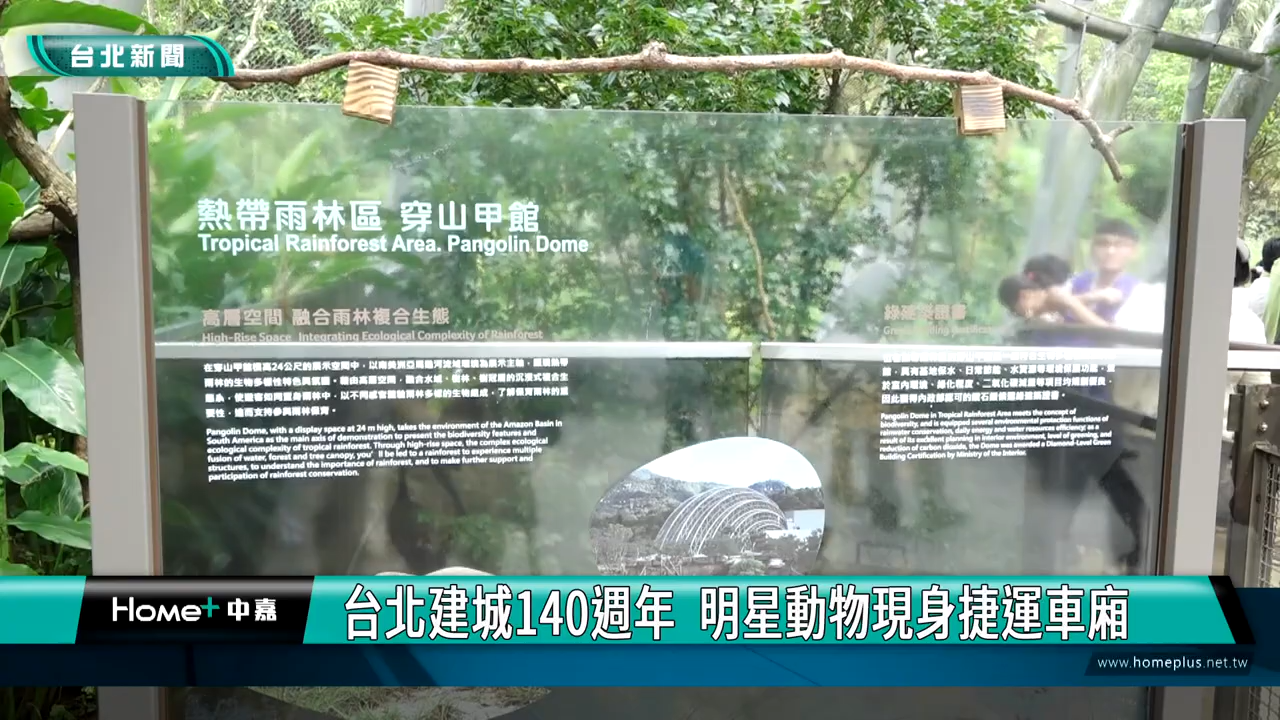 台北新聞
熱帶雨林區 穿山甲館
Tropical Rainforest Area. Pangolin Dome
高層空間 融合雨林複合生態
High-Rise Space Integrating Ecological Complexity of Rainforest
Pangolin Dome, with a display space at 24 m high, takes the environment of the Amazon Basin in
South America as the main axis of demonstration to present the biodiversity features and
ecological complexity of tropical rainforest. Through high-rise space, the complex ecological
fusion of water, forest and tree canopy, you'll be led to a rainforest to experience multiple
structures, to understand the importance of rainforest, and to make further support and
participation of rainforest conservation.
Pangolin Dome in Tropical Rainforest Area meets the concept of
biodiversity, and is equipped several environmental protection functions of
rainwater conservation, daily energy and water resources efficiency; as a
result of its excellent planning in interior environment, level of greening, and
reduction of carbon dioxide, the Dome was awarded a Diamond-Level Green
Building Certification by Ministry of the Interior.
Home+ 中嘉
台北建城140週年 明星動物現身捷運車廂
www.homeplus.net.tw